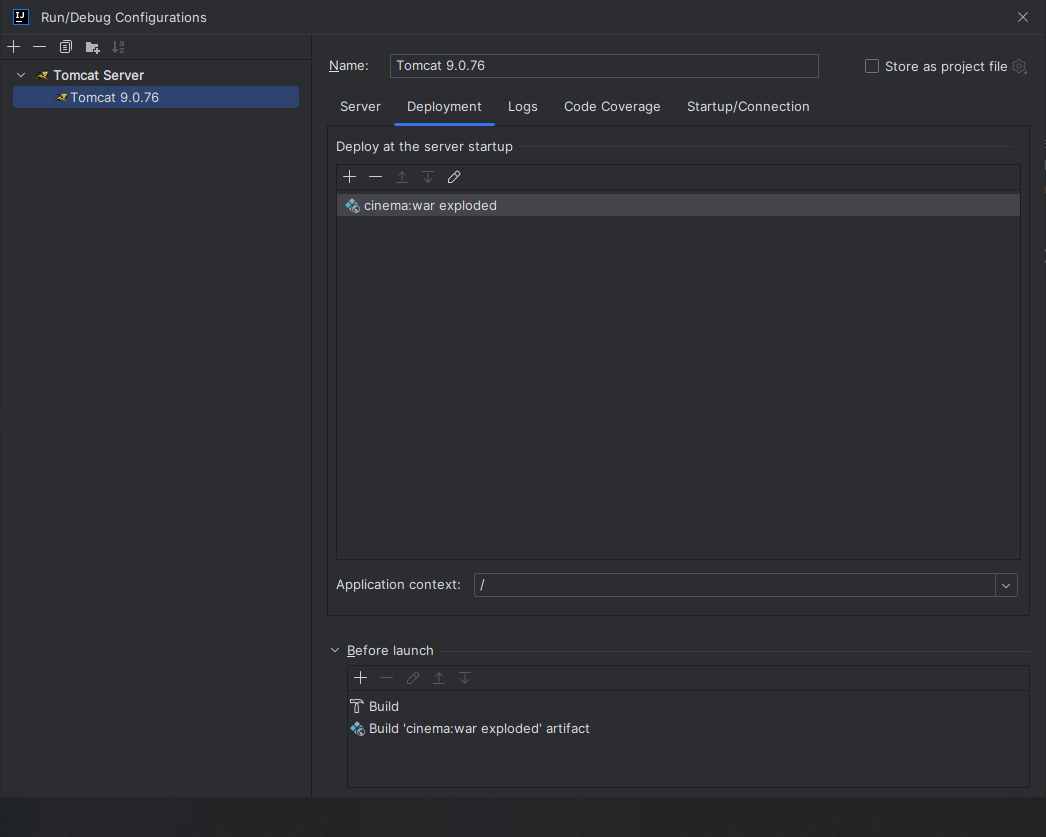 Run/Debug Configurations
Tomcat Server
Tomcat 9.0.76
Name: Tomcat 9.0.76 Store as project file
Server Deployment Logs Code Coverage Startup/Connection
Deploy at the server startup
cinema:war exploded
Application context: /
Before launch
Build
Build 'cinema:war exploded' artifact